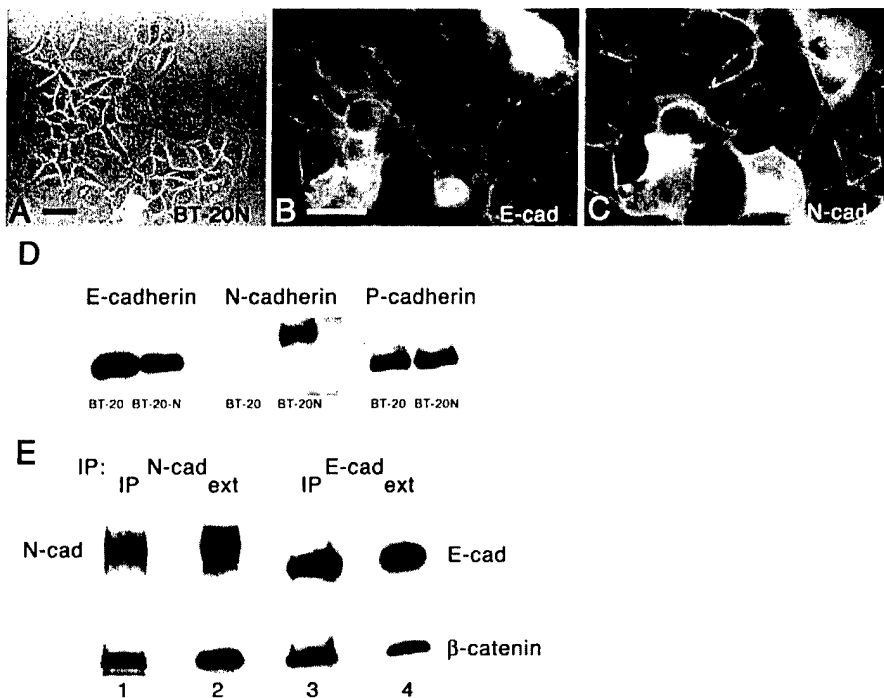 A BT-20N
B E-cad
C N-cad
D
E-cadherin N-cadherin P-cadherin
BT-20 BT-20-N BT-20 BT-20N BT-20 BT-20N
E
IP: N-cad E-cad
IP ext IP ext
N-cad E-cad
β-catenin
1 2 3 4